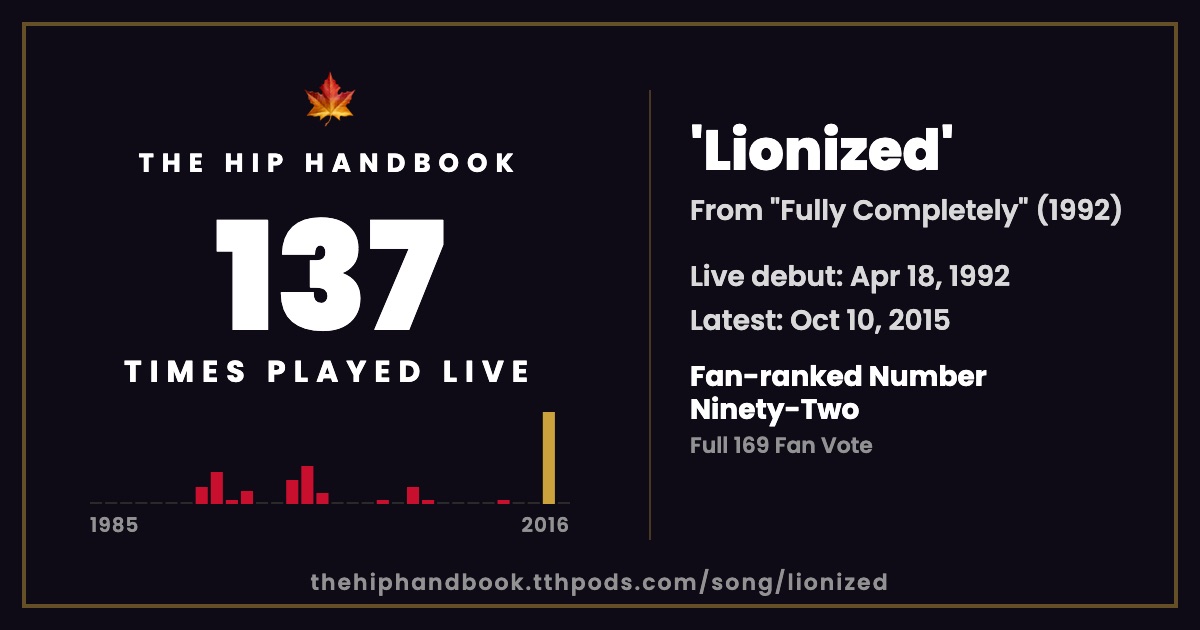 THE HIP HANDBOOK
137
TIMES PLAYED LIVE
1985
2016
'Lionized'
From "Fully Completely" (1992)
Live debut: Apr 18, 1992
Latest: Oct 10, 2015
Fan-ranked Number
Ninety-Two
Full 169 Fan Vote
thehiphandbook.tthpods.com/song/lionized